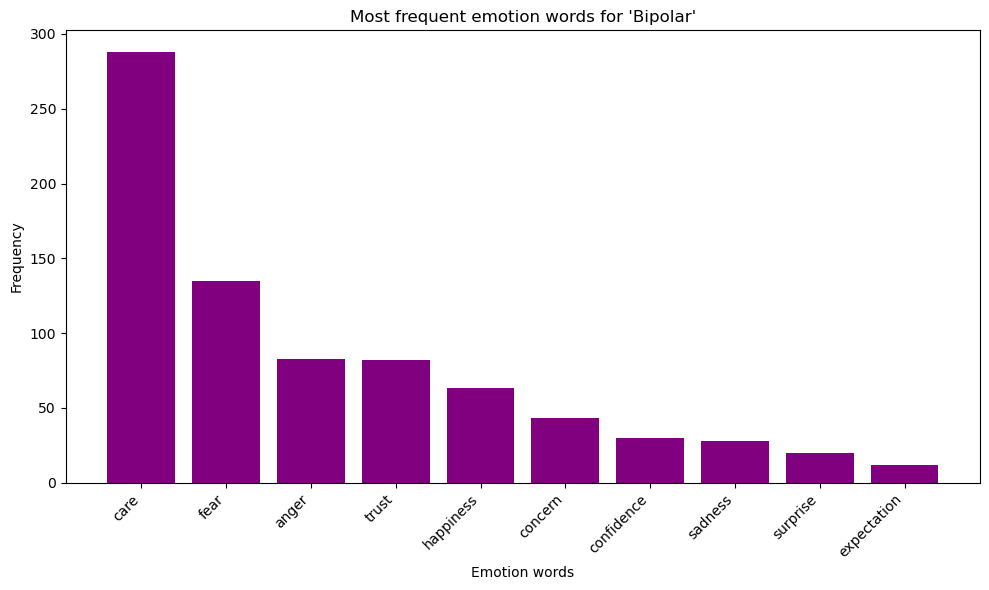 Most frequent emotion words for 'Bipolar'
300
250
200
150
100
50
0
Frequency
care
fear
anger
trust
happiness
concern
confidence
sadness
surprise
expectation
Emotion words